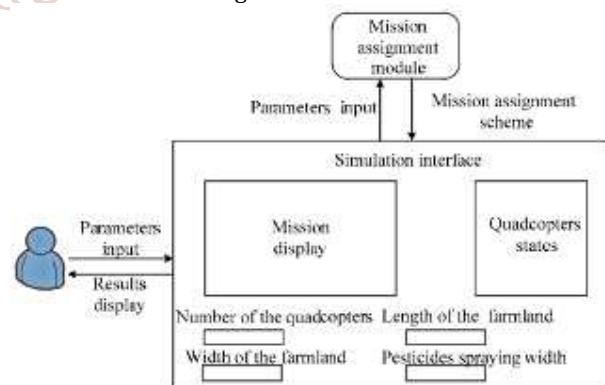 Mission
assignment
module
Parameters input
Mission assignment
scheme
Simulation interface
Parameters
input
Results
display
Mission
display
Quadcopters
states
Number of the quadcopters
Length of the farmland
Width of the farmland
Pesticides spraying width